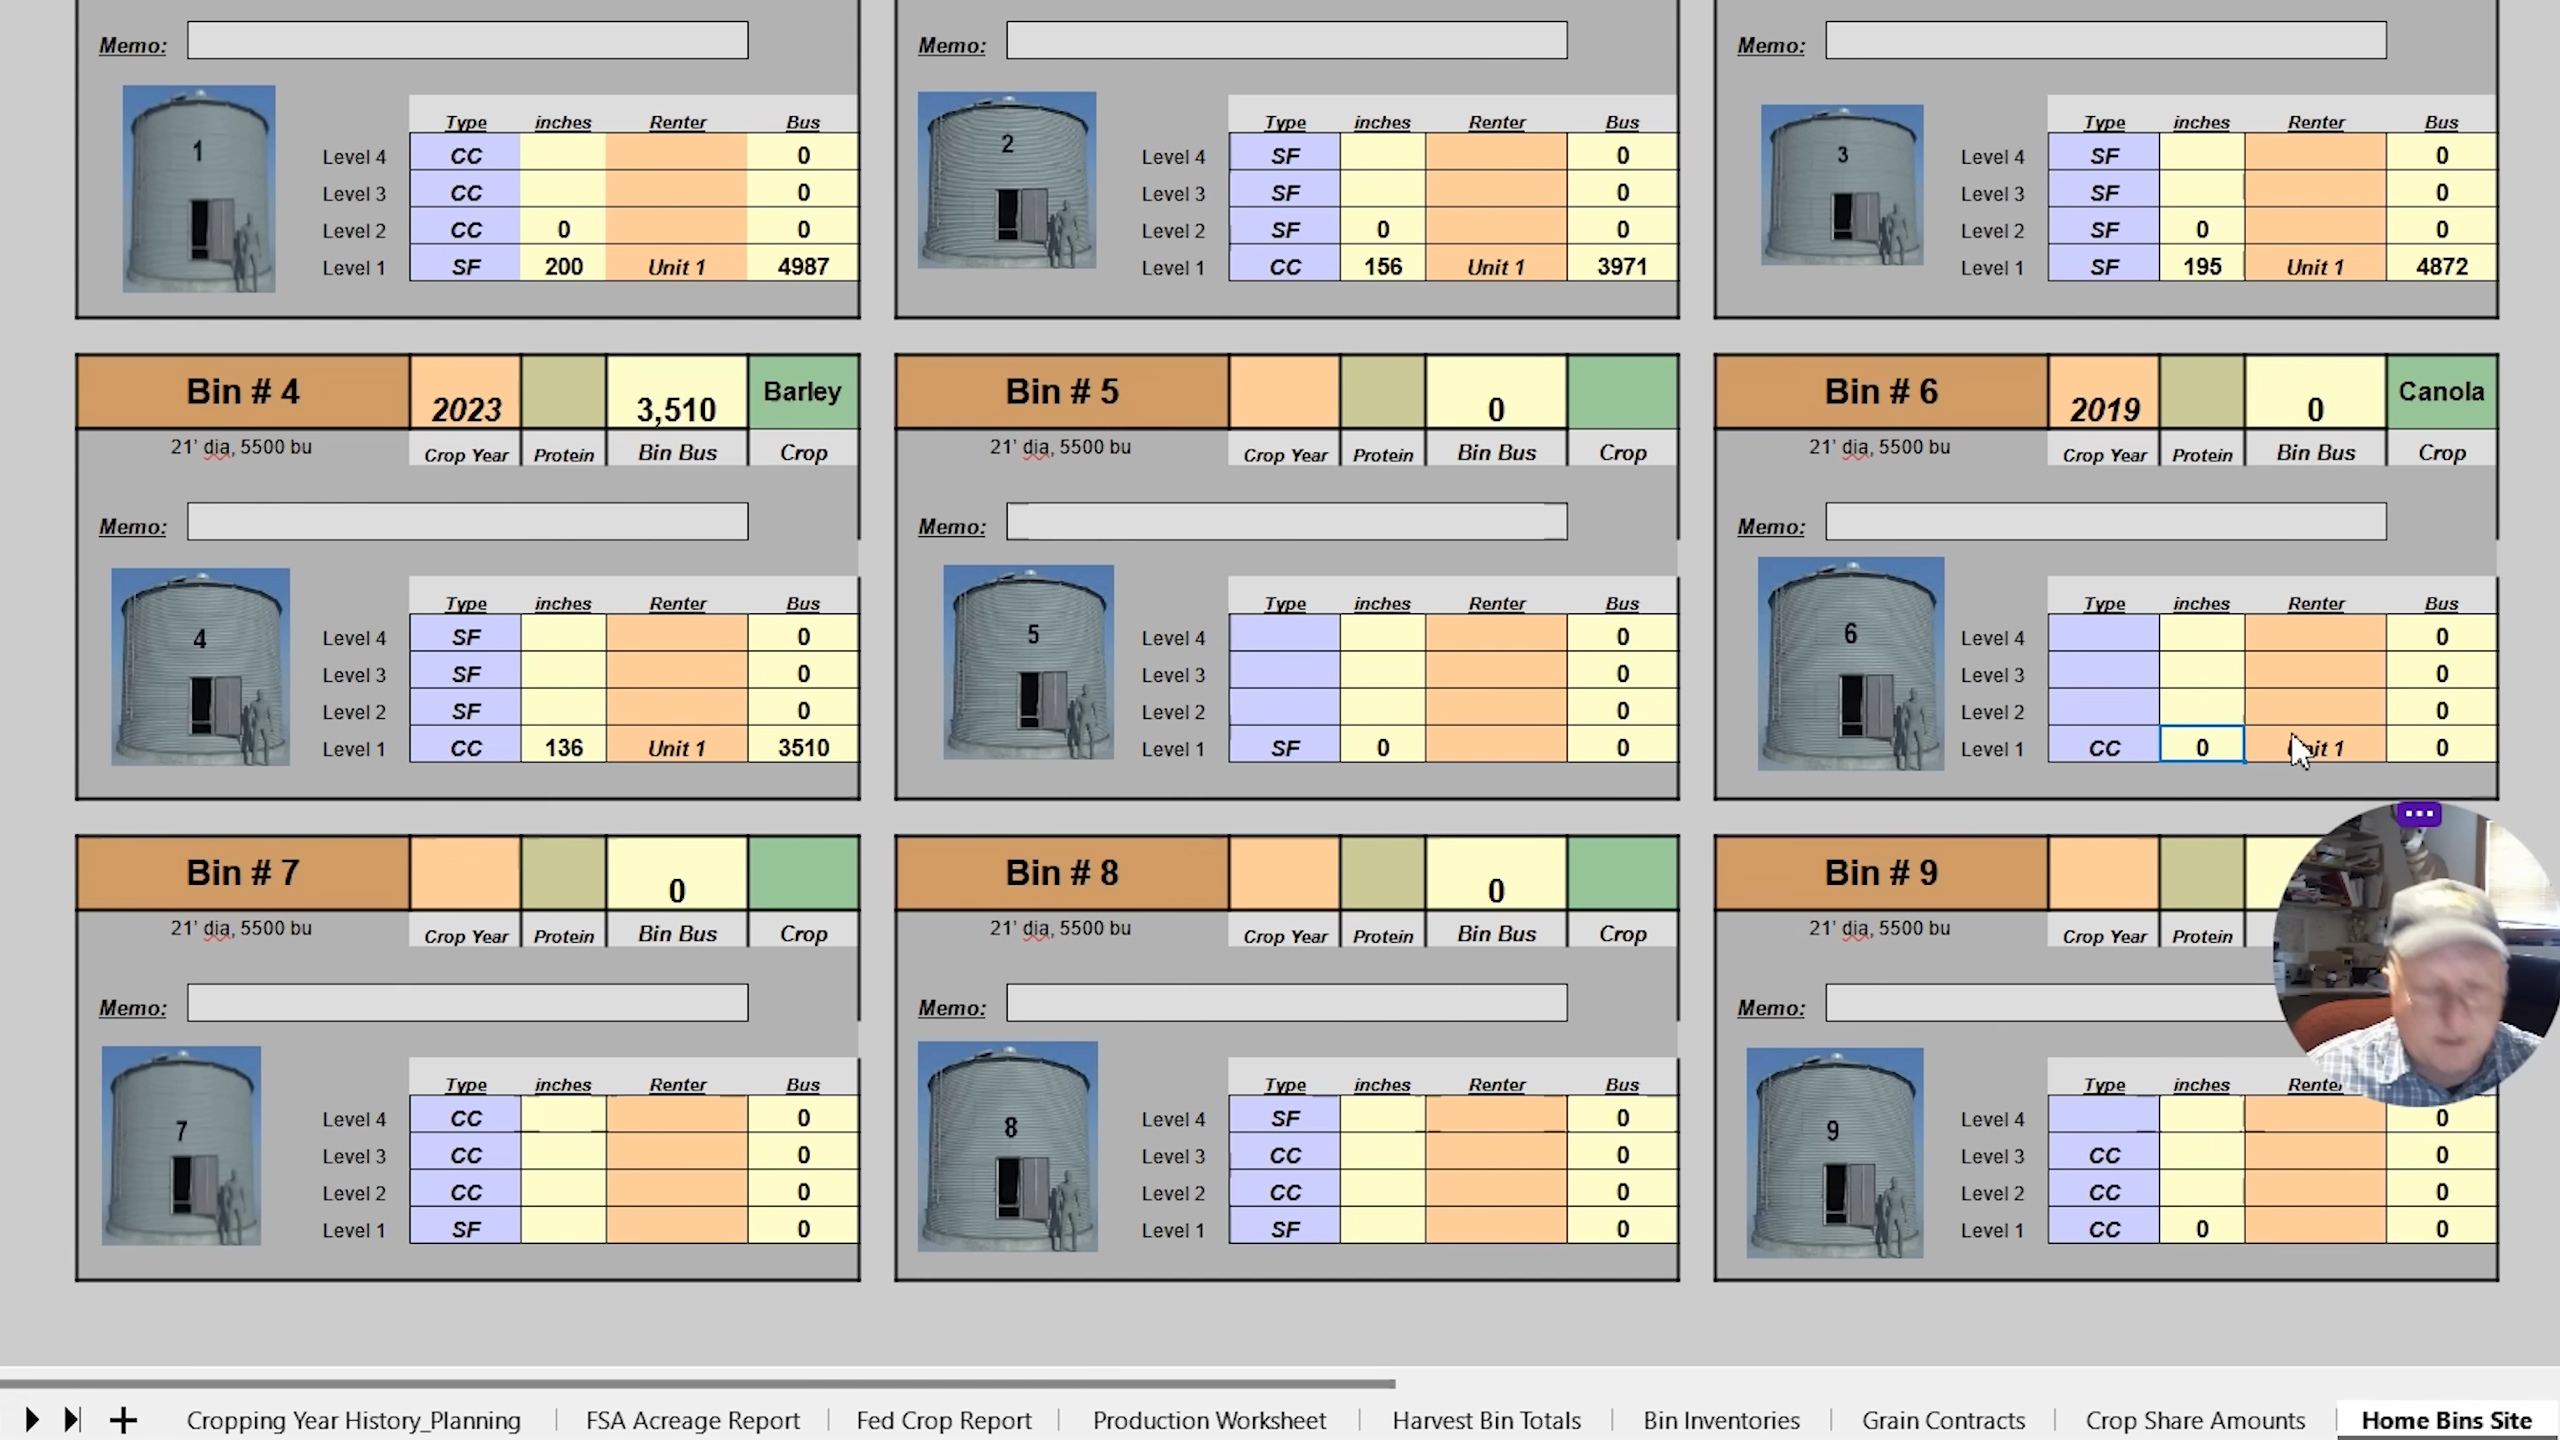 Memo: Memo: Memo:
1 2 3
Type inches Renter Bus Type inches Renter Bus Type inches Renter Bus
Level 4 CC 0 Level 4 SF 0 Level 4 SF 0
Level 3 CC 0 Level 3 SF 0 Level 3 SF 0
Level 2 CC 0 0 Level 2 SF 0 0 Level 2 SF 0 0
Level 1 SF 200 Unit 1 4987 Level 1 CC 156 Unit 1 3971 Level 1 SF 195 Unit 1 4872
Bin # 4 2023 3,510 Barley Bin # 5 0 Bin # 6 2019 0 Canola
21' dia, 5500 bu Crop Year Protein Bin Bus Crop 21' dia, 5500 bu Crop Year Protein Bin Bus Crop 21' dia, 5500 bu Crop Year Protein Bin Bus Crop
Memo: Memo: Memo:
4 5 6
Type inches Renter Bus Type inches Renter Bus Type inches Renter Bus
Level 4 SF 0 Level 4 0 Level 4 0
Level 3 SF 0 Level 3 0 Level 3 0
Level 2 SF 0 Level 2 0 Level 2 0
Level 1 CC 136 Unit 1 3510 Level 1 SF 0 0 Level 1 CC 0 Unit 1 0
Bin # 7 0 Bin # 8 0 Bin # 9
21' dia, 5500 bu Crop Year Protein Bin Bus Crop 21' dia, 5500 bu Crop Year Protein Bin Bus Crop 21' dia, 5500 bu Crop Year Protein
Memo: Memo: Memo:
7 8 9
Type inches Renter Bus Type inches Renter Bus Type inches Renter
Level 4 CC 0 Level 4 SF 0 Level 4 0
Level 3 CC 0 Level 3 CC 0 Level 3 CC 0
Level 2 CC 0 Level 2 CC 0 Level 2 CC 0
Level 1 SF 0 Level 1 SF 0 Level 1 CC 0 0
Cropping Year History_Planning FSA Acreage Report Fed Crop Report Production Worksheet Harvest Bin Totals Bin Inventories Grain Contracts Crop Share Amounts Home Bins Site